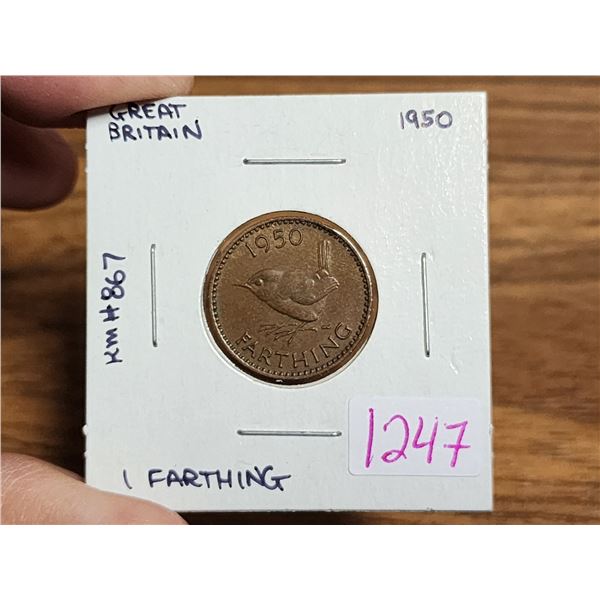 GREAT
BRITAIN
1950
KM#867
1950
FARTHING
1247
1 FARTHING